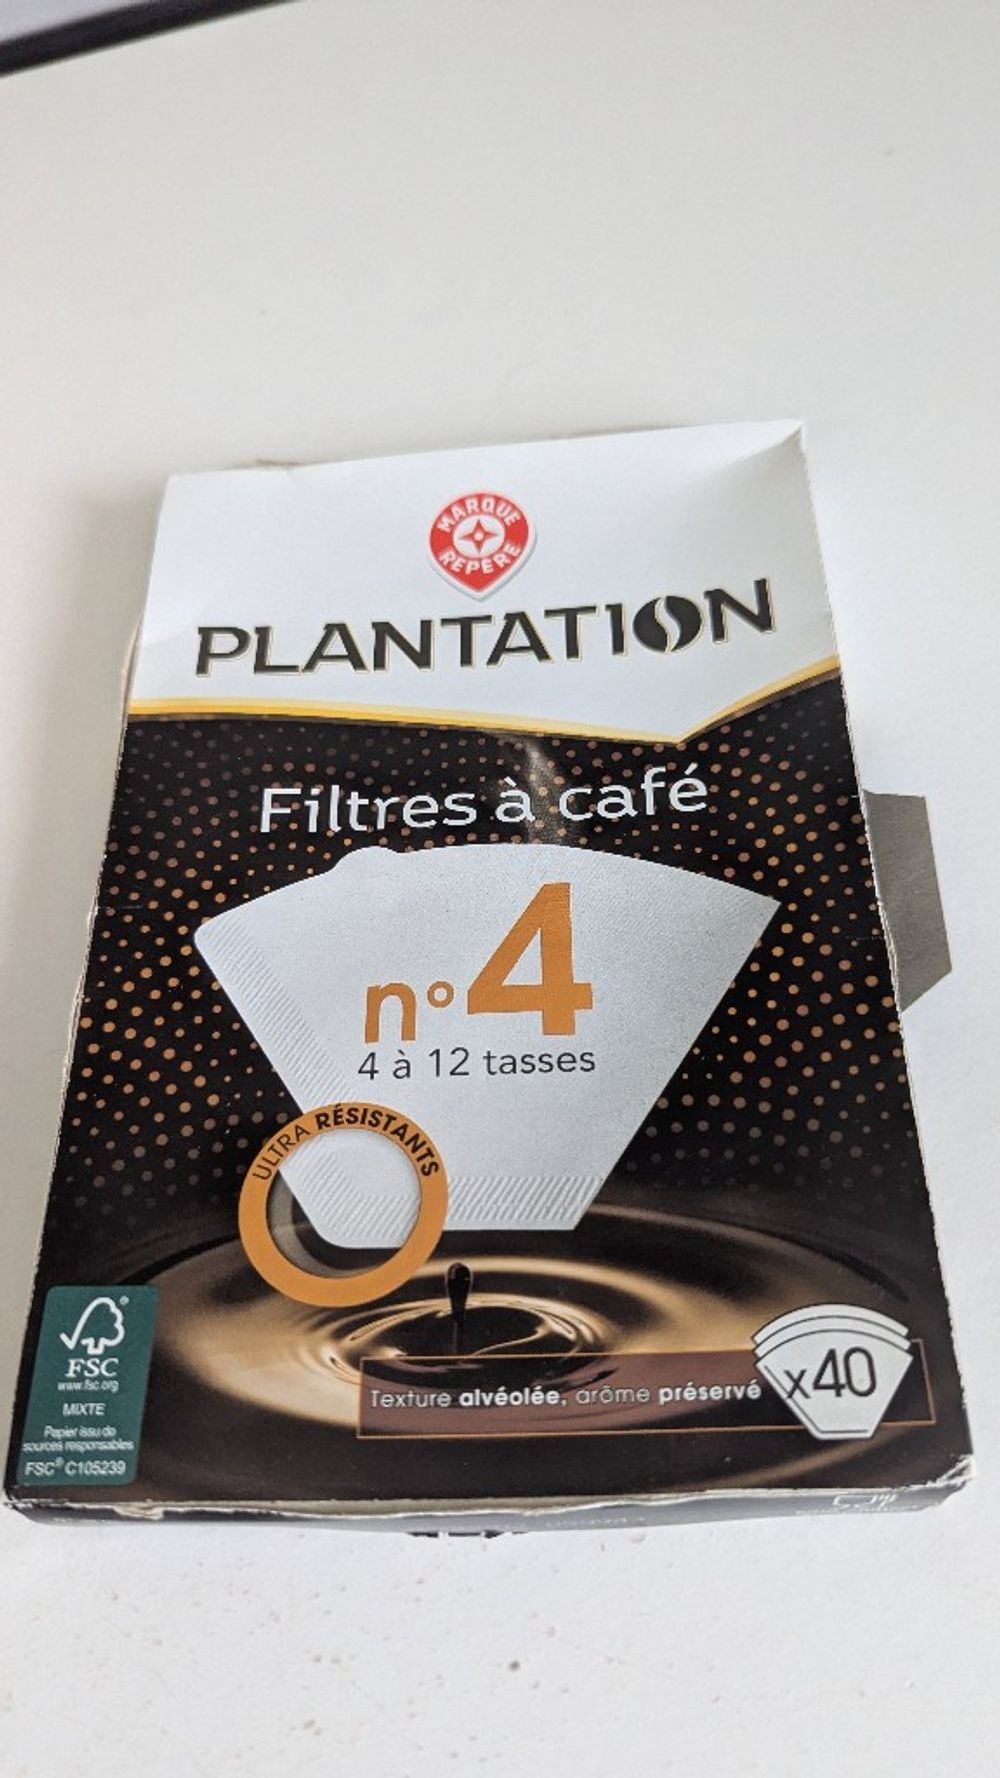 MARQUE
REPÈRE
PLANTATION
Filtres à café
n°4
4 à 12 tasses
ULTRA RÉSISTANTS
x40
Texture alvéolée, arôme préservé
FSC®
www.fsc.org
MIXTE
Papier issu de
sources responsables
FSC® C105239